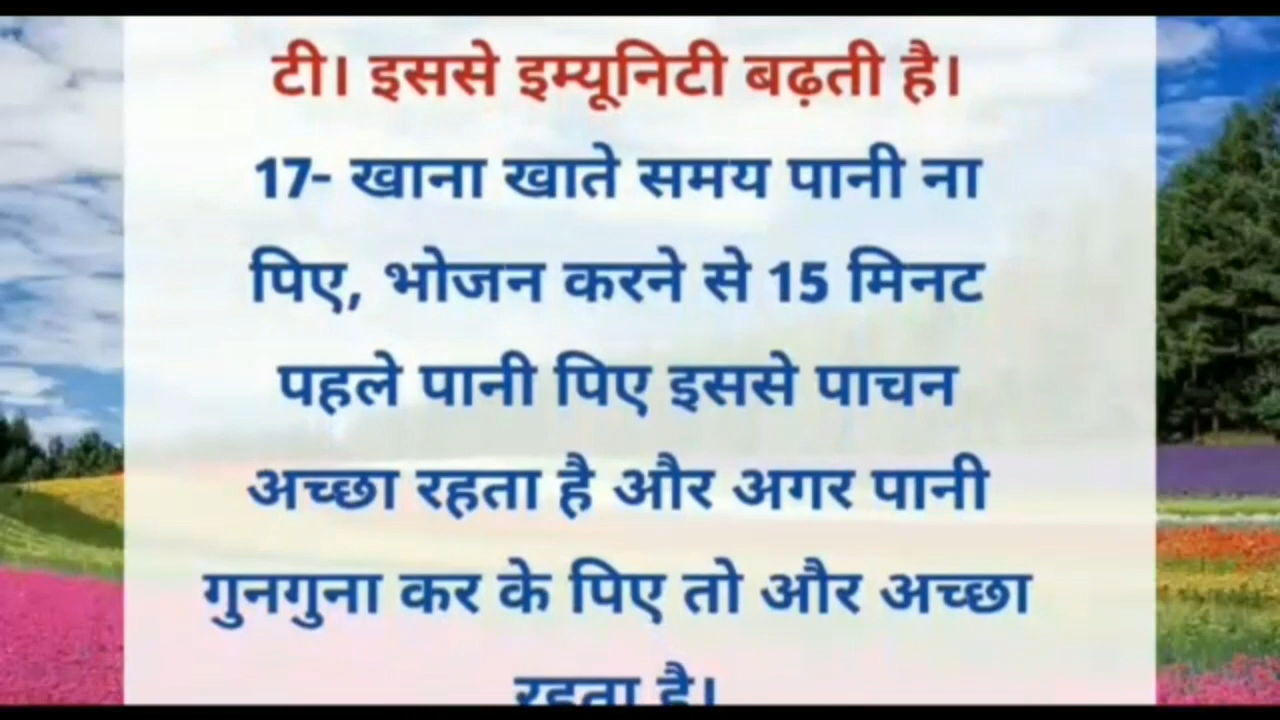 टी। इससे इम्यूनिटी बढ़ती है।
17- खाना खाते समय पानी ना
पिए, भोजन करने से 15 मिनट
पहले पानी पिए इससे पाचन
अच्छा रहता है और अगर पानी
गुनगुना कर के पिए तो और अच्छा
रहता है।